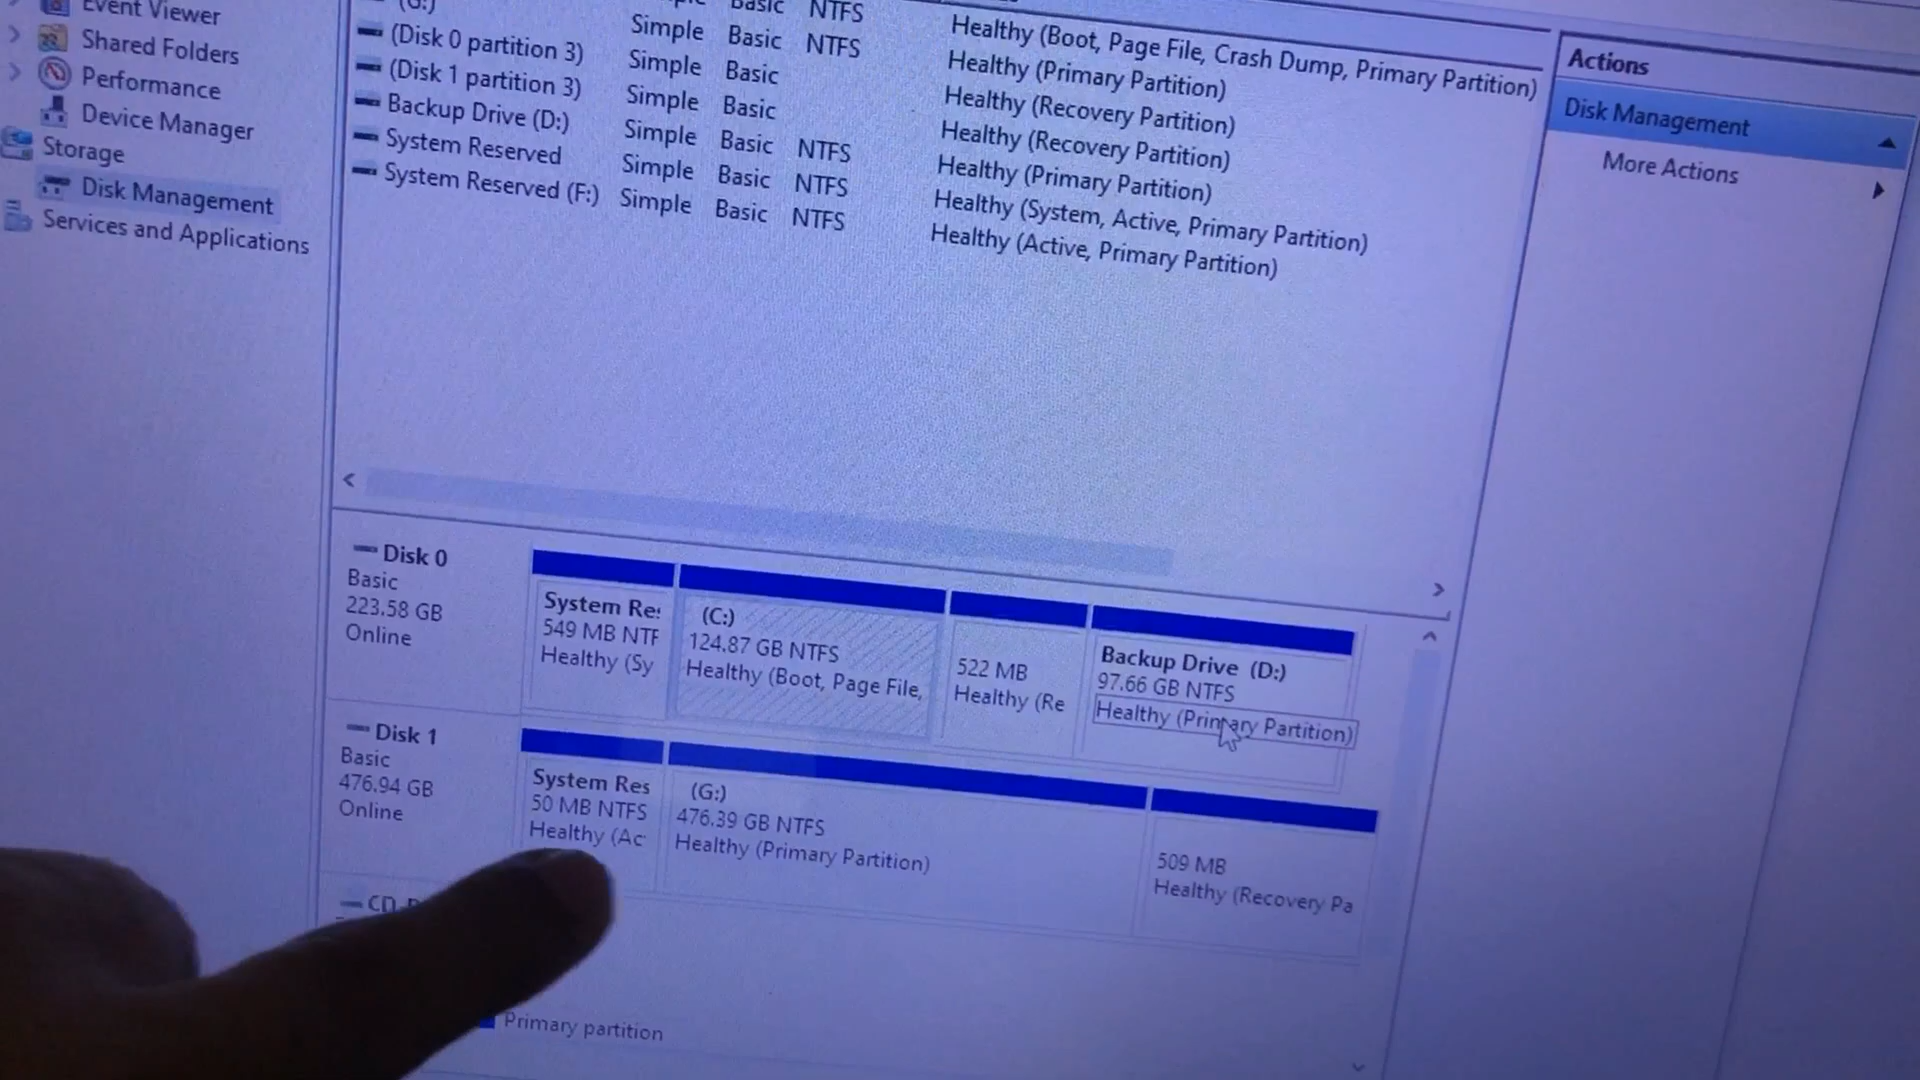 Event Viewer
Shared Folders
Performance
Device Manager
Storage
Disk Management
Services and Applications
(G:) Simple Basic NTFS Healthy (Boot, Page File, Crash Dump, Primary Partition)
(Disk 0 partition 3) Simple Basic NTFS Healthy (Primary Partition)
(Disk 1 partition 3) Simple Basic Healthy (Recovery Partition)
Backup Drive (D:) Simple Basic Healthy (Recovery Partition)
System Reserved Simple Basic NTFS Healthy (Primary Partition)
System Reserved (F:) Simple Basic NTFS Healthy (System, Active, Primary Partition)
Simple Basic NTFS Healthy (Active, Primary Partition)
Actions
Disk Management
More Actions
Disk 0
Basic
223.58 GB
Online
System Res
549 MB NTF
Healthy (Sy
(C:)
124.87 GB NTFS
Healthy (Boot, Page File,
522 MB
Healthy (Re
Backup Drive (D:)
97.66 GB NTFS
Healthy (Primary Partition)
Disk 1
Basic
476.94 GB
Online
System Res
50 MB NTFS
Healthy (Ac
(G:)
476.39 GB NTFS
Healthy (Primary Partition)
509 MB
Healthy (Recovery Pa
Primary partition